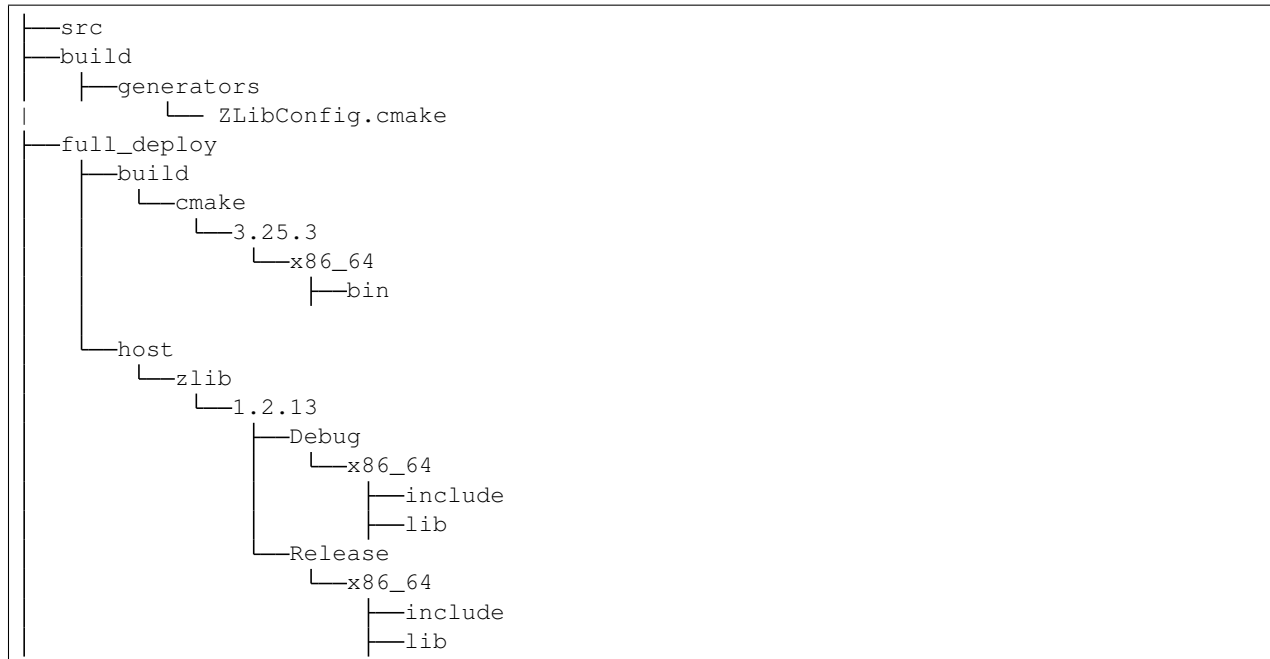 ├──src
├──build
│   ├──generators
|         └── ZLibConfig.cmake
├──full_deploy
│   ├──build
│   │   └──cmake
│   │       └──3.25.3
│   │           └──x86_64
│   │               ├──bin
│   └──host
│       └──zlib
│           └──1.2.13
│               ├──Debug
│               │   └──x86_64
│               │       ├──include
│               │       ├──lib
│               └──Release
│                   └──x86_64
│                       ├──include
│                       ├──lib